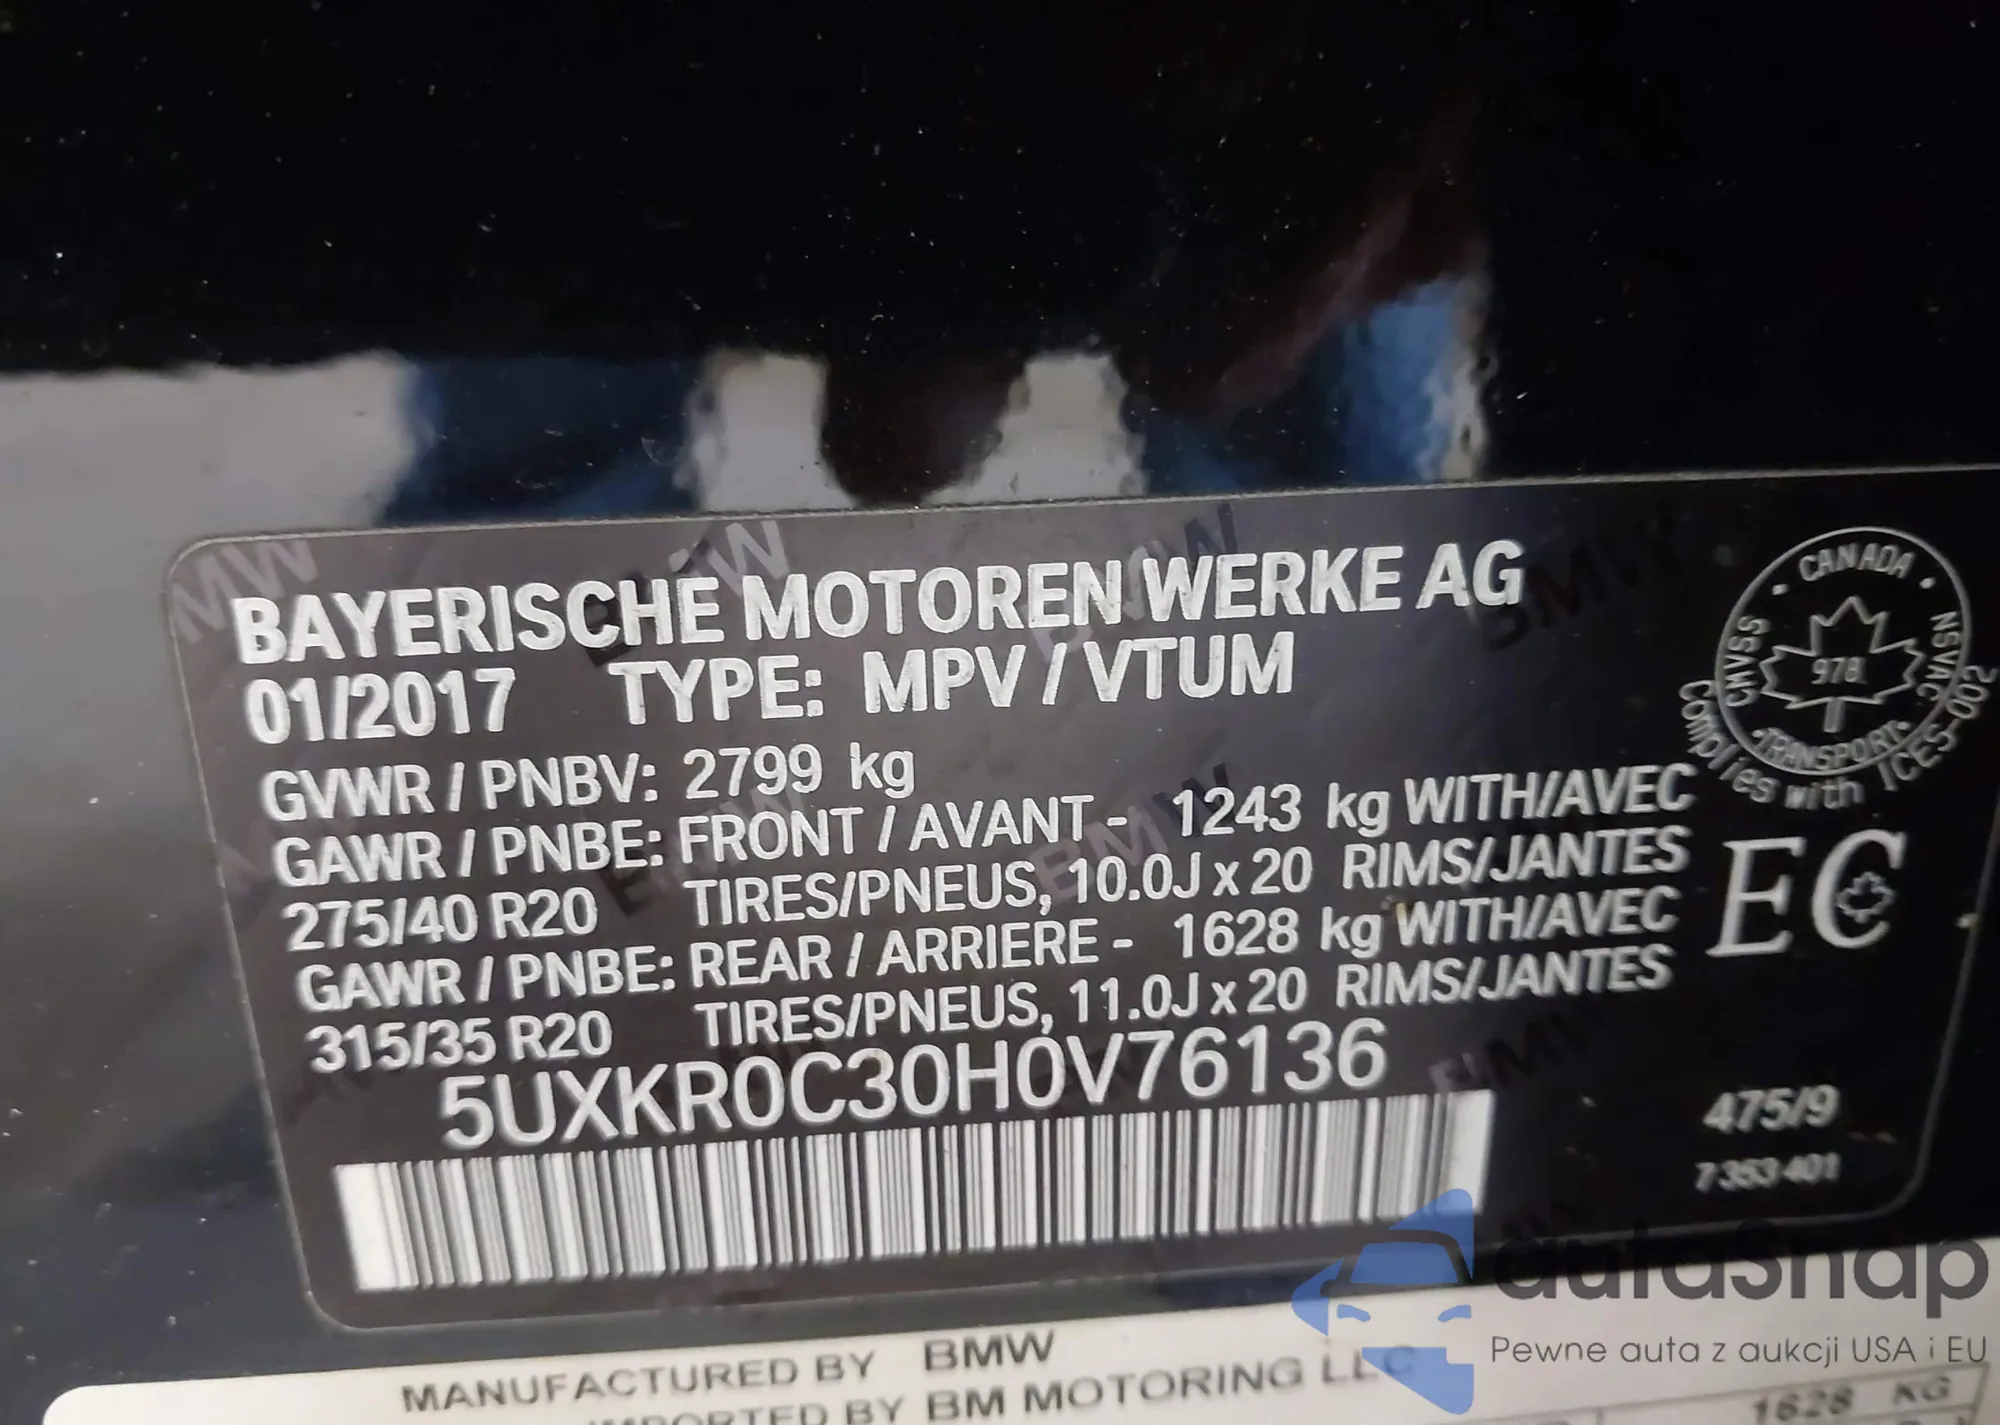 BAYERISCHE MOTOREN WERKE AG
01/2017 TYPE: MPV / VTUM
GVWR / PNBV: 2799 kg
GAWR / PNBE: FRONT / AVANT - 1243 kg WITH/AVEC
275/40 R20 TIRES/PNEUS, 10.0J x 20 RIMS/JANTES
GAWR / PNBE: REAR / ARRIERE - 1628 kg WITH/AVEC
315/35 R20 TIRES/PNEUS, 11.0J x 20 RIMS/JANTES
5UXKR0C30H0V76136
CANADA
CMVSS NSVAC
978
TRANSPORT
Complies with ICES-002
EC
475/9
7 353 401
autaSnap
Pewne auta z aukcji USA i EU
MANUFACTURED BY BMW
IMPORTED BY BM MOTORING LLC
1628 KG